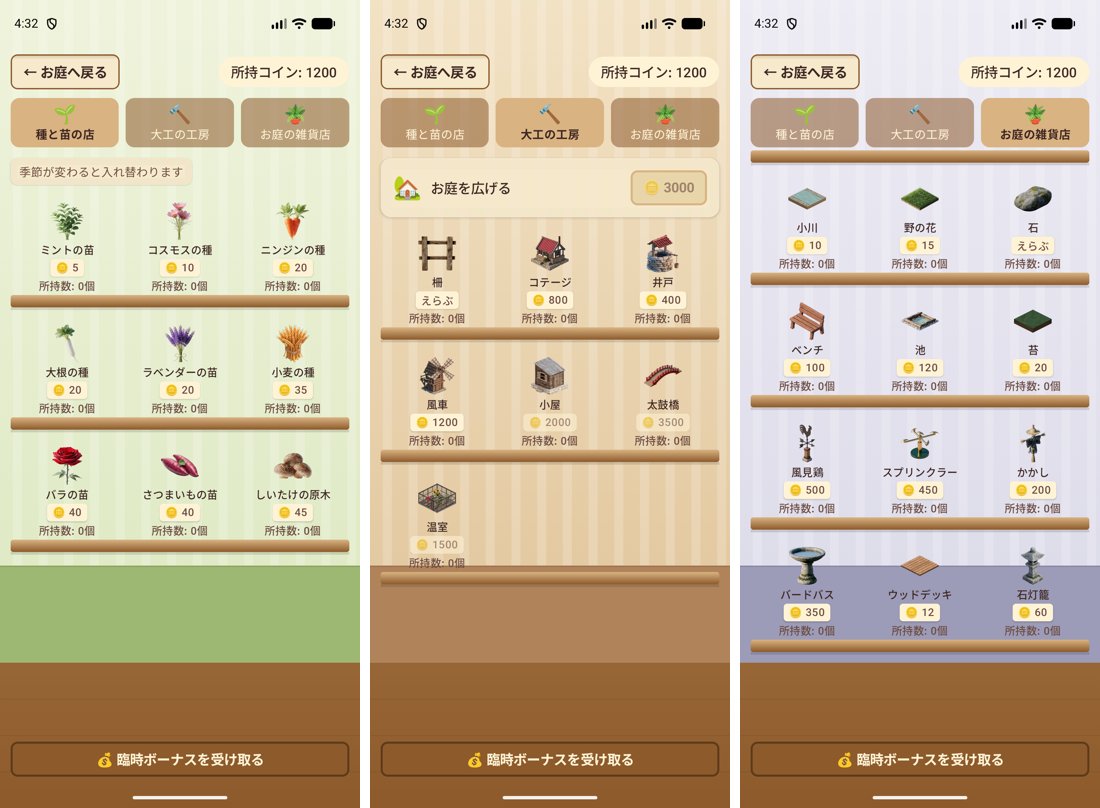 4:32
← お庭へ戻る
所持コイン: 1200
種と苗の店
大工の工房
お庭の雑貨店
季節が変わると入れ替わります
ミントの苗
コスモスの種
ニンジンの種
5
10
20
所持数: 0個
所持数: 0個
所持数: 0個
大根の種
ラベンダーの苗
小麦の種
20
20
35
所持数: 0個
所持数: 0個
所持数: 0個
バラの苗
さつまいもの苗
しいたけの原木
40
40
45
所持数: 0個
所持数: 0個
所持数: 0個
臨時ボーナスを受け取る
4:32
← お庭へ戻る
所持コイン: 1200
種と苗の店
大工の工房
お庭の雑貨店
お庭を広げる
3000
柵
コテージ
井戸
えらぶ
800
400
所持数: 0個
所持数: 0個
所持数: 0個
風車
小屋
太鼓橋
1200
2000
3500
所持数: 0個
所持数: 0個
所持数: 0個
温室
1500
所持数: 0個
臨時ボーナスを受け取る
4:32
← お庭へ戻る
所持コイン: 1200
種と苗の店
大工の工房
お庭の雑貨店
小川
野の花
石
10
15
えらぶ
所持数: 0個
所持数: 0個
所持数: 0個
ベンチ
池
苔
100
120
20
所持数: 0個
所持数: 0個
所持数: 0個
風見鶏
スプリンクラー
かかし
500
450
200
所持数: 0個
所持数: 0個
所持数: 0個
バードバス
ウッドデッキ
石灯籠
350
12
60
所持数: 0個
所持数: 0個
所持数: 0個
臨時ボーナスを受け取る